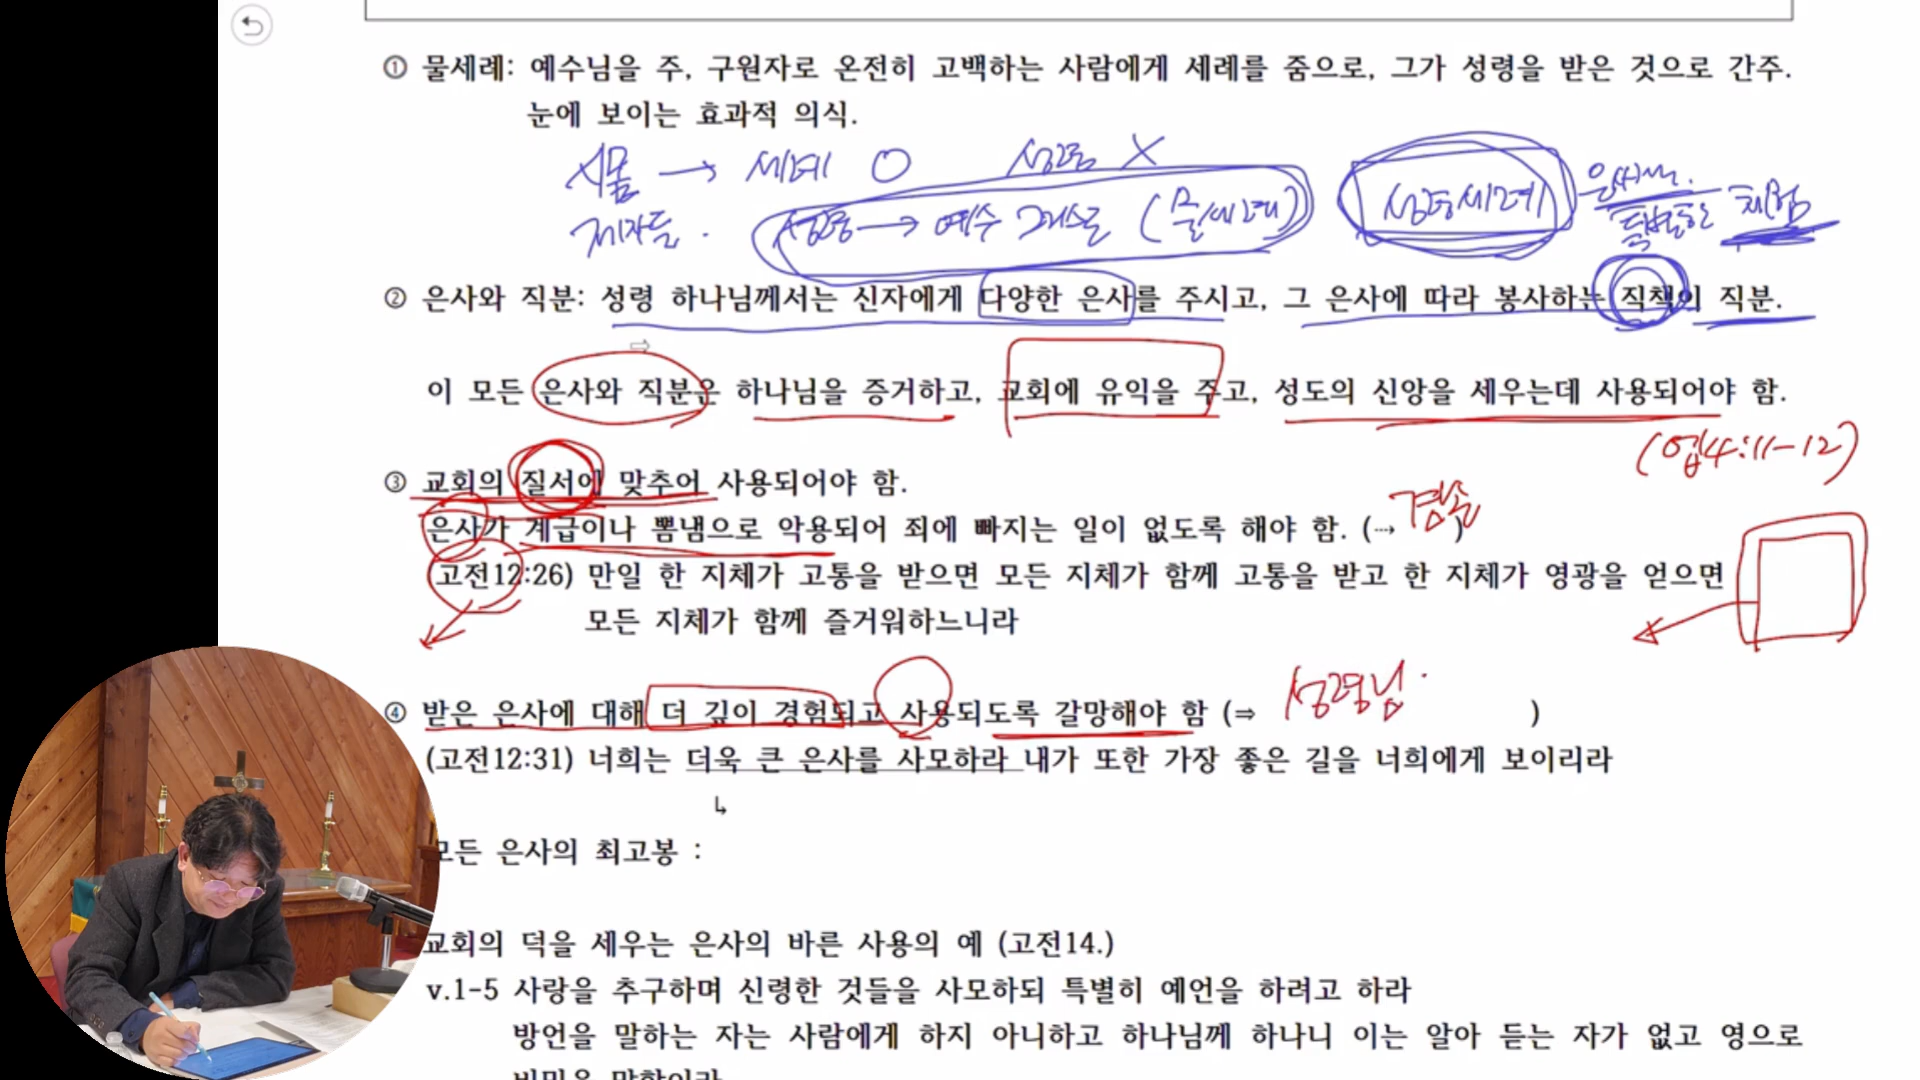 ① 물세례: 예수님을 주, 구원자로 온전히 고백하는 사람에게 세례를 줌으로, 그가 성령을 받은 것으로 간주.
눈에 보이는 효과적 의식.
시몬 → 세례 O 성령 X
제자들. 성령 → 예수 그리스도 (물세례) 성령세례 은사 특별한 체험
② 은사와 직분: 성령 하나님께서는 신자에게 다양한 은사를 주시고, 그 은사에 따라 봉사하는 직책이 직분.
⇨
이 모든 은사와 직분은 하나님을 증거하고, 교회에 유익을 주고, 성도의 신앙을 세우는데 사용되어야 함.
(엡4:11-12)
③ 교회의 질서에 맞추어 사용되어야 함.
은사가 계급이나 뽐냄으로 악용되어 죄에 빠지는 일이 없도록 해야 함. (⇢ 겸손)
고전12:26) 만일 한 지체가 고통을 받으면 모든 지체가 함께 고통을 받고 한 지체가 영광을 얻으면
모든 지체가 함께 즐거워하느니라
④ 받은 은사에 대해 더 깊이 경험되고 사용되도록 갈망해야 함 (⇒ 성령님. )
(고전12:31) 너희는 더욱 큰 은사를 사모하라 내가 또한 가장 좋은 길을 너희에게 보이리라
↳
모든 은사의 최고봉 :
교회의 덕을 세우는 은사의 바른 사용의 예 (고전14.)
v.1-5 사랑을 추구하며 신령한 것들을 사모하되 특별히 예언을 하려고 하라
방언을 말하는 자는 사람에게 하지 아니하고 하나님께 하나니 이는 알아 듣는 자가 없고 영으로
비밀을 말함이라